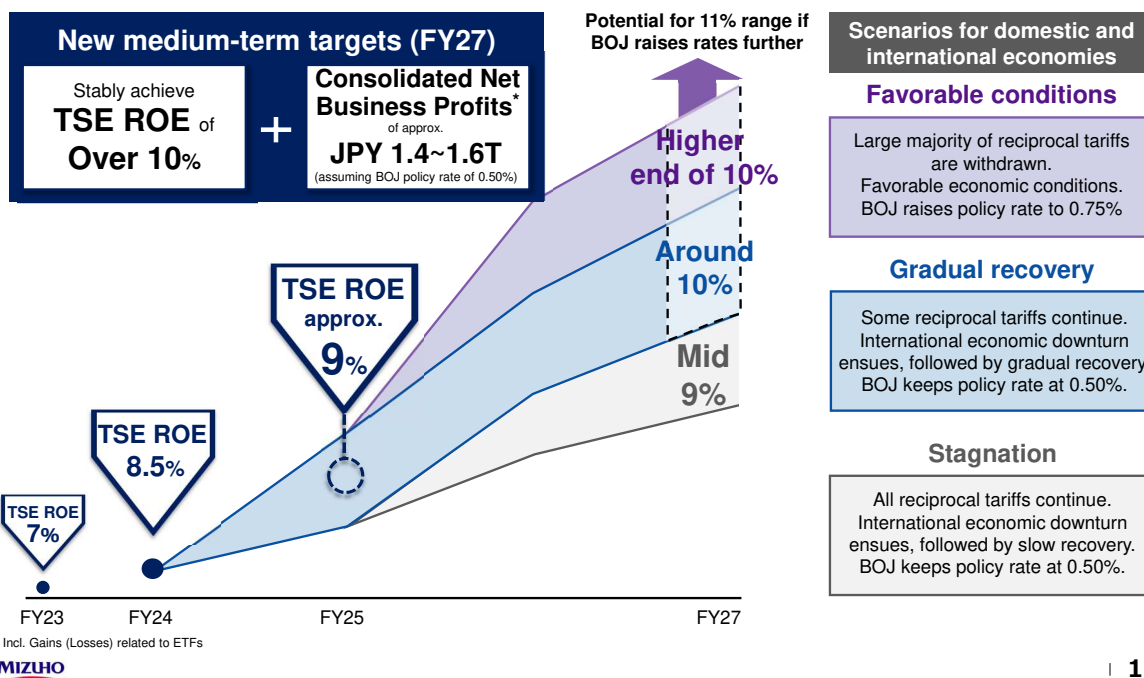 New medium-term targets (FY27)
Stably achieve
TSE ROE of
Over 10%
+
Consolidated Net
Business Profits*
of approx.
JPY 1.4~1.6T
(assuming BOJ policy rate of 0.50%)
Potential for 11% range if
BOJ raises rates further
Higher
end of 10%
Around
10%
Mid
9%
TSE ROE
approx.
9%
TSE ROE
8.5%
TSE ROE
7%
FY23
FY24
FY25
FY27
Scenarios for domestic and
international economies
Favorable conditions
Large majority of reciprocal tariffs
are withdrawn.
Favorable economic conditions.
BOJ raises policy rate to 0.75%
Gradual recovery
Some reciprocal tariffs continue.
International economic downturn
ensues, followed by gradual recovery
BOJ keeps policy rate at 0.50%.
Stagnation
All reciprocal tariffs continue.
International economic downturn
ensues, followed by slow recovery.
BOJ keeps policy rate at 0.50%.
Incl. Gains (Losses) related to ETFs
MIZUHO
| 1